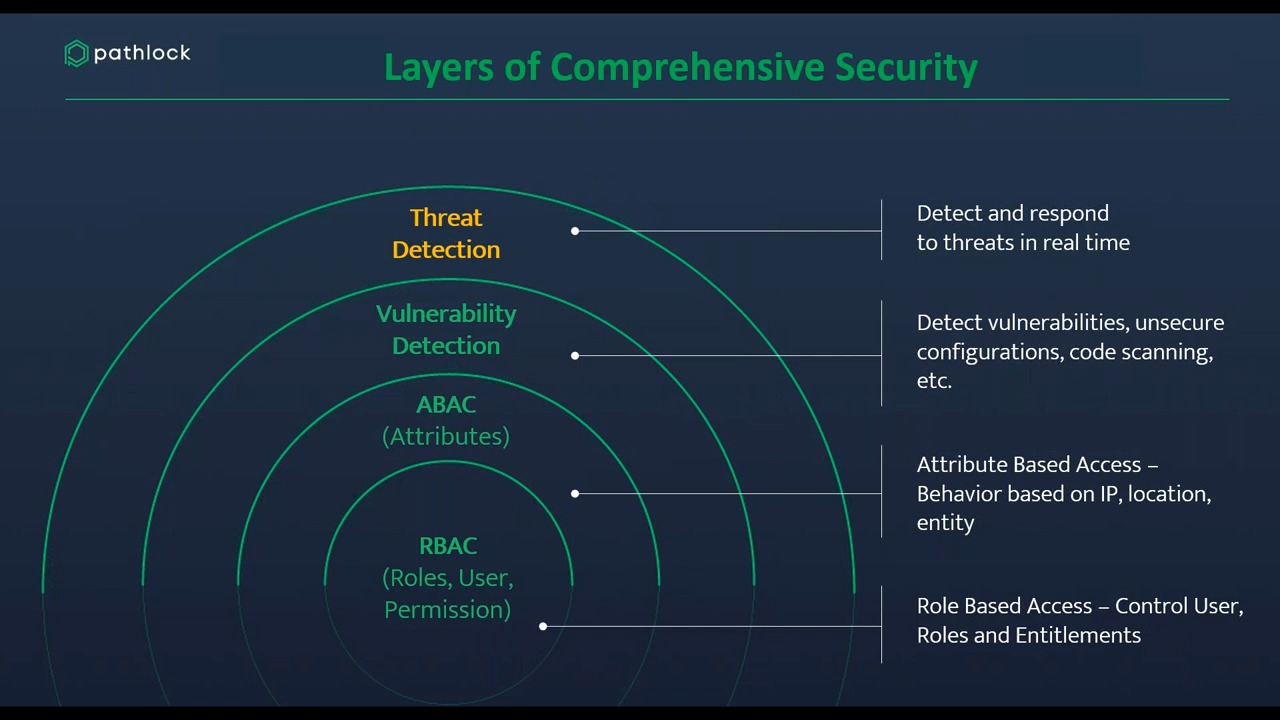 pathlock
Layers of Comprehensive Security
Threat
Detection
Detect and respond
to threats in real time
Vulnerability
Detection
Detect vulnerabilities, unsecure
configurations, code scanning,
etc.
ABAC
(Attributes)
Attribute Based Access –
Behavior based on IP, location,
entity
RBAC
(Roles, User,
Permission)
Role Based Access – Control User,
Roles and Entitlements